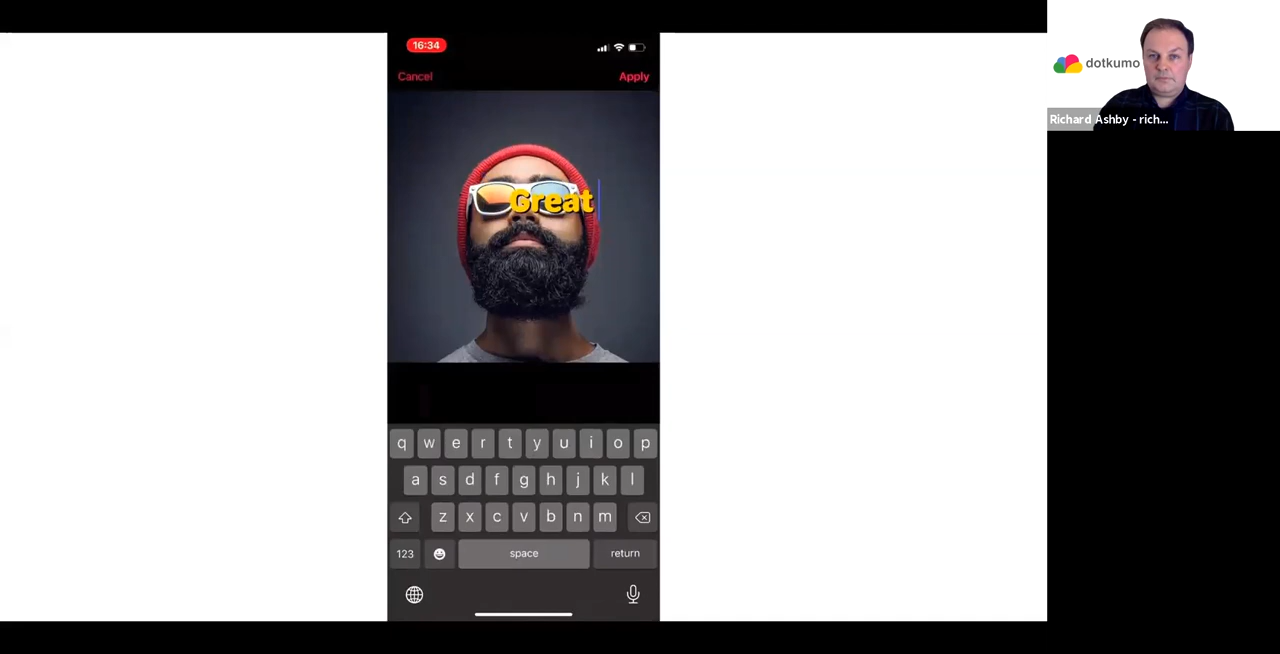 16:34
Cancel
Apply
Great
q w e r t y u i o p
a s d f g h j k l
z x c v b n m
123
space
return
dotkumo
Richard Ashby - rich...